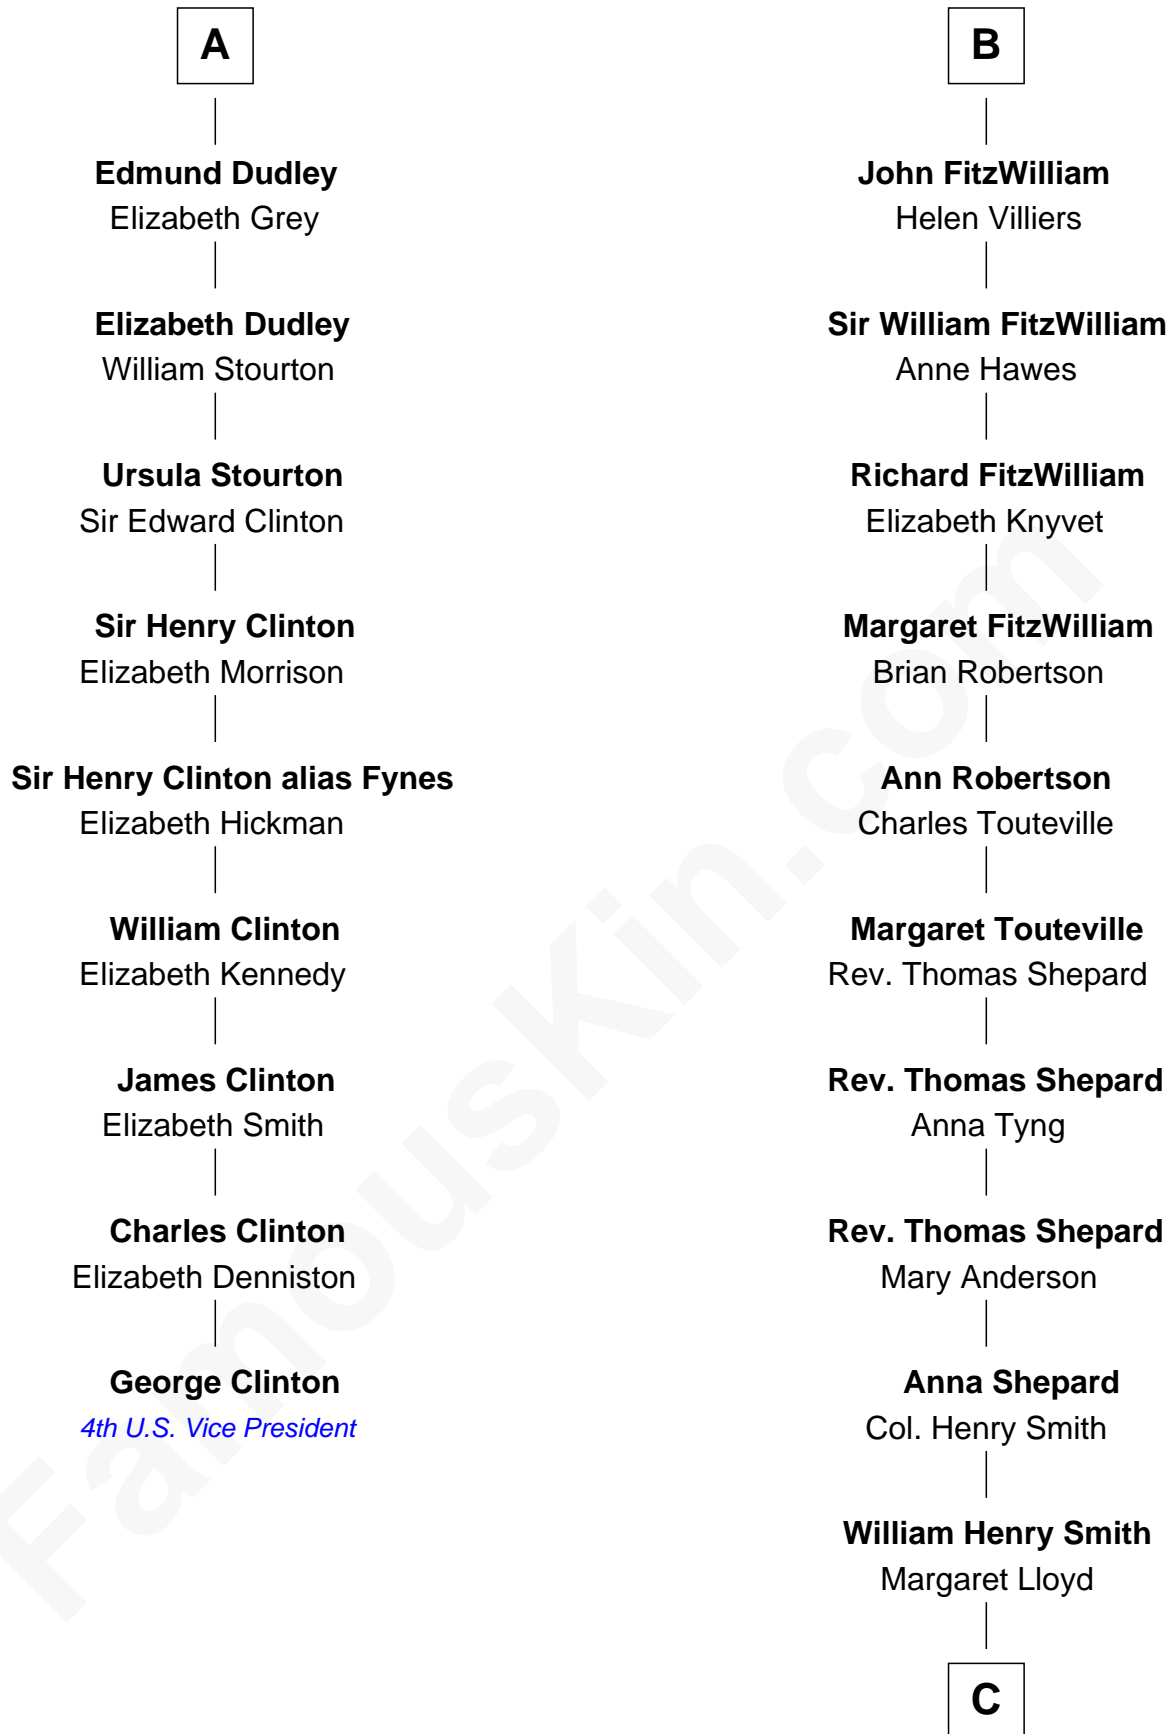 A
Edmund Dudley
Elizabeth Grey
Elizabeth Dudley
William Stourton
Ursula Stourton
Sir Edward Clinton
Sir Henry Clinton
Elizabeth Morrison
Sir Henry Clinton alias Fynes
Elizabeth Hickman
William Clinton
Elizabeth Kennedy
James Clinton
Elizabeth Smith
Charles Clinton
Elizabeth Denniston
George Clinton
4th U.S. Vice President
B
John FitzWilliam
Helen Villiers
Sir William FitzWilliam
Anne Hawes
Richard FitzWilliam
Elizabeth Knyvet
Margaret FitzWilliam
Brian Robertson
Ann Robertson
Charles Touteville
Margaret Touteville
Rev. Thomas Shepard
Rev. Thomas Shepard
Anna Tyng
Rev. Thomas Shepard
Mary Anderson
Anna Shepard
Col. Henry Smith
William Henry Smith
Margaret Lloyd
C
FamousKin.com